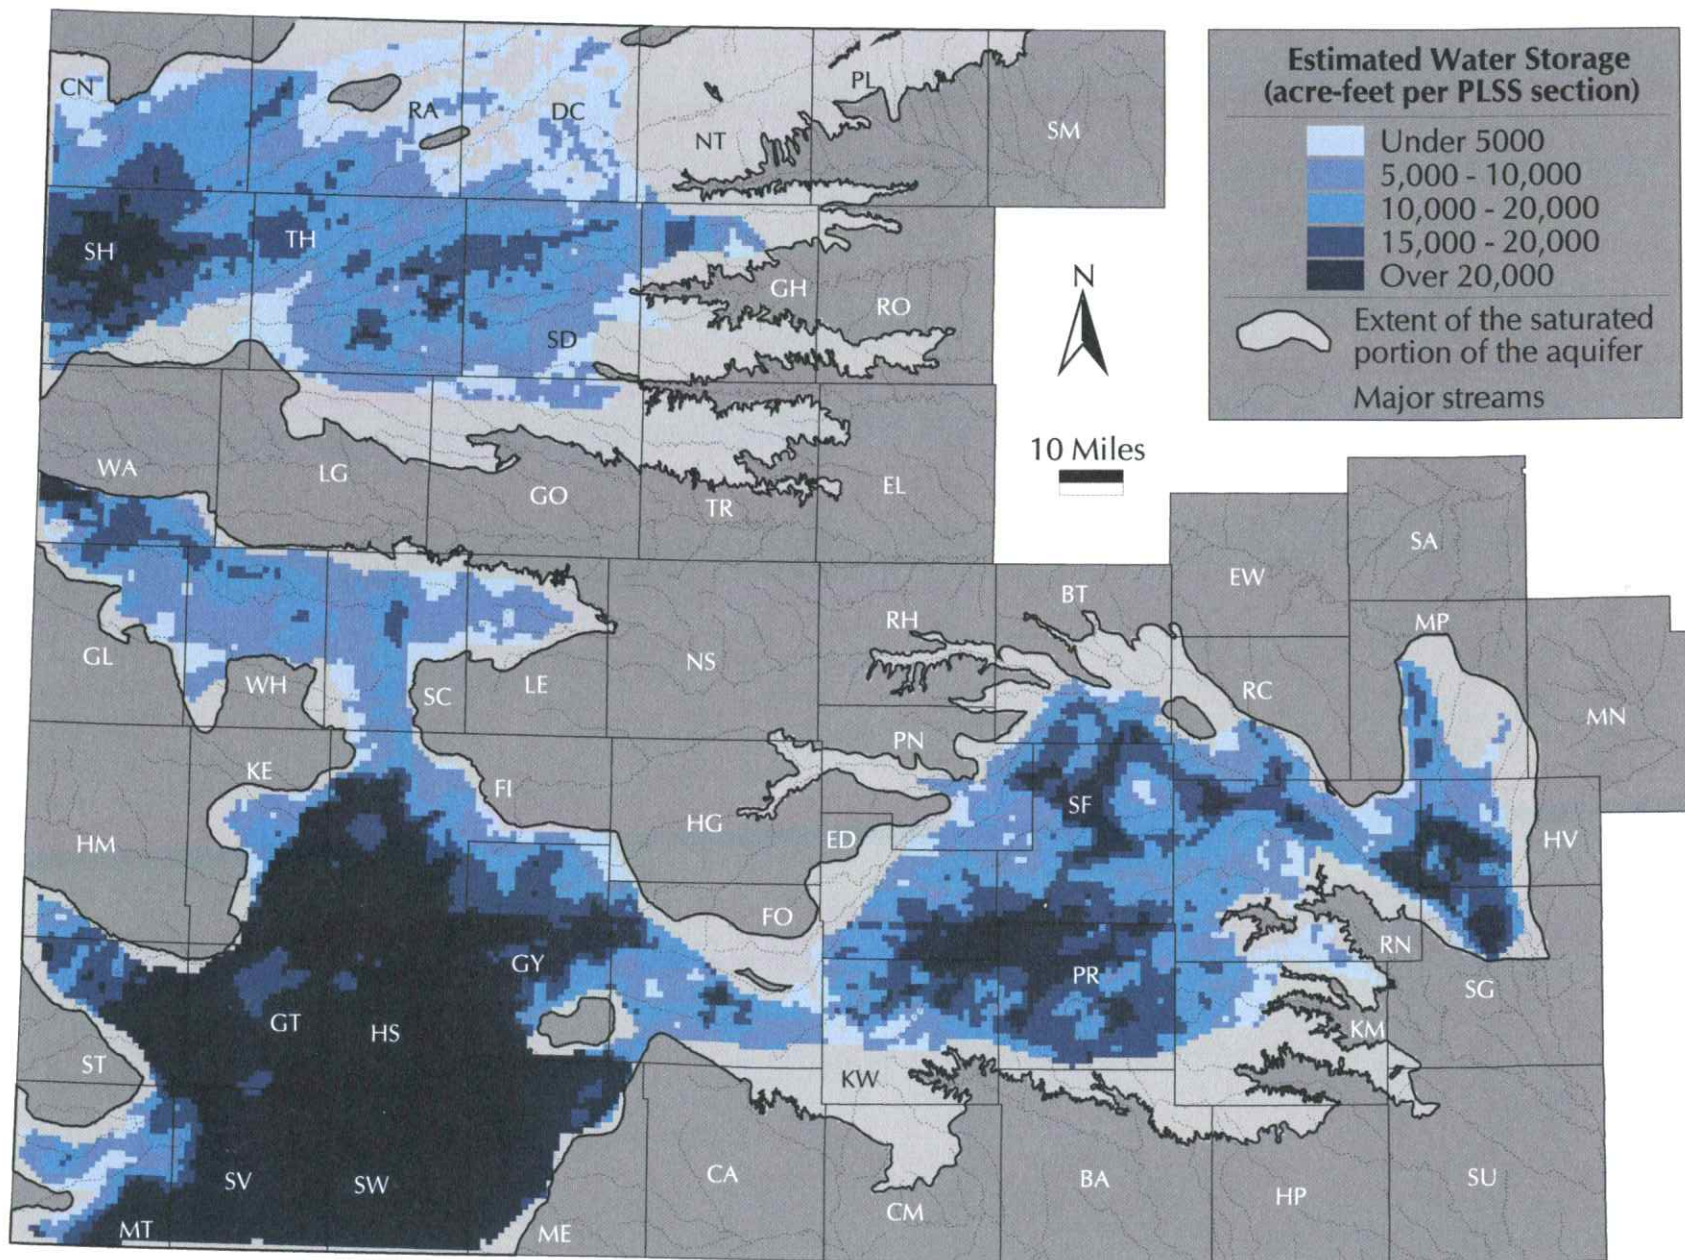 Estimated Water Storage
(acre-feet per PLSS section)
Under 5000
5,000 - 10,000
10,000 - 20,000
15,000 - 20,000
Over 20,000
Extent of the saturated
portion of the aquifer
Major streams
N
10 Miles
CN
RA
DC
NT
PL
SM
SH
TH
SD
GH
RO
WA
LG
GO
TR
EL
GL
WH
SC
LE
NS
RH
BT
EW
SA
MP
RC
MN
KE
FI
HG
PN
ED
SF
HV
HM
FO
GY
PR
RN
SG
ST
GT
HS
KW
KM
MT
SV
SW
ME
CA
CM
BA
HP
SU